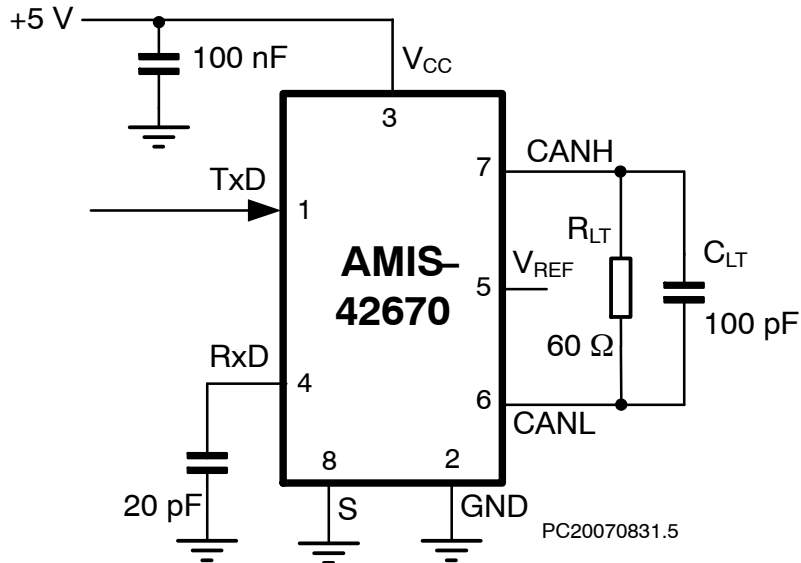 +5 V
100 nF
VCC
3
TxD
1
7
CANH
AMIS-
42670
5
VREF
RLT
60 Ω
CLT
100 pF
RxD
4
6
CANL
20 pF
8
S
2
GND
PC20070831.5